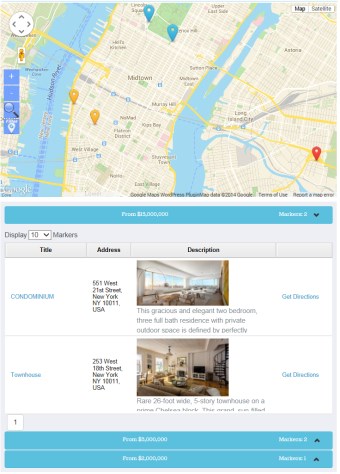 Map Satellite
Upper East Side
Hell's Kitchen
Midtown
Astoria
Sutton Place
Murray Hill
Kips Bay
Long Island City
NoMad
Flatiron District
Stuyvesant Town
West Village
Hudson River
Google
Google Maps WordPress Plugin Map data ©2014 Google Terms of Use Report a map error
From $15,000,000 Markers: 2
Display 10 Markers
Title Address Description
CONDOMINIUM
551 West
21st Street,
New York
NY 10011,
USA
This gracious and elegant two bedroom,
three full bath residence with private
outdoor space is defined by perfectly
Get Directions
Townhouse
253 West
18th Street,
New York
NY 10011,
USA
Rare 26-foot wide, 5-story townhouse on a
prime Chelsea block. This grand, sun-filled
Get Directions
1
From $5,000,000 Markers: 2
From $2,000,000 Markers: 1